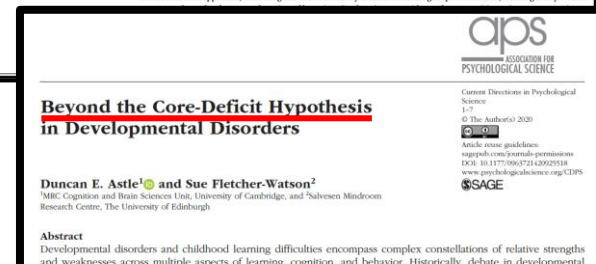 aps
ASSOCIATION FOR
PSYCHOLOGICAL SCIENCE
Current Directions in Psychological
Science
1–7
© The Author(s) 2020
Article reuse guidelines:
sagepub.com/journals-permissions
DOI: 10.1177/0963721420925518
www.psychologicalscience.org/CDPS
SAGE
Beyond the Core-Deficit Hypothesis
in Developmental Disorders
Duncan E. Astle1 and Sue Fletcher-Watson2
1MRC Cognition and Brain Sciences Unit, University of Cambridge, and 2Salvesen Mindroom
Research Centre, The University of Edinburgh
Abstract
Developmental disorders and childhood learning difficulties encompass complex constellations of relative strengths
and weaknesses across multiple aspects of learning, cognition, and behavior. Historically, debate in developmental